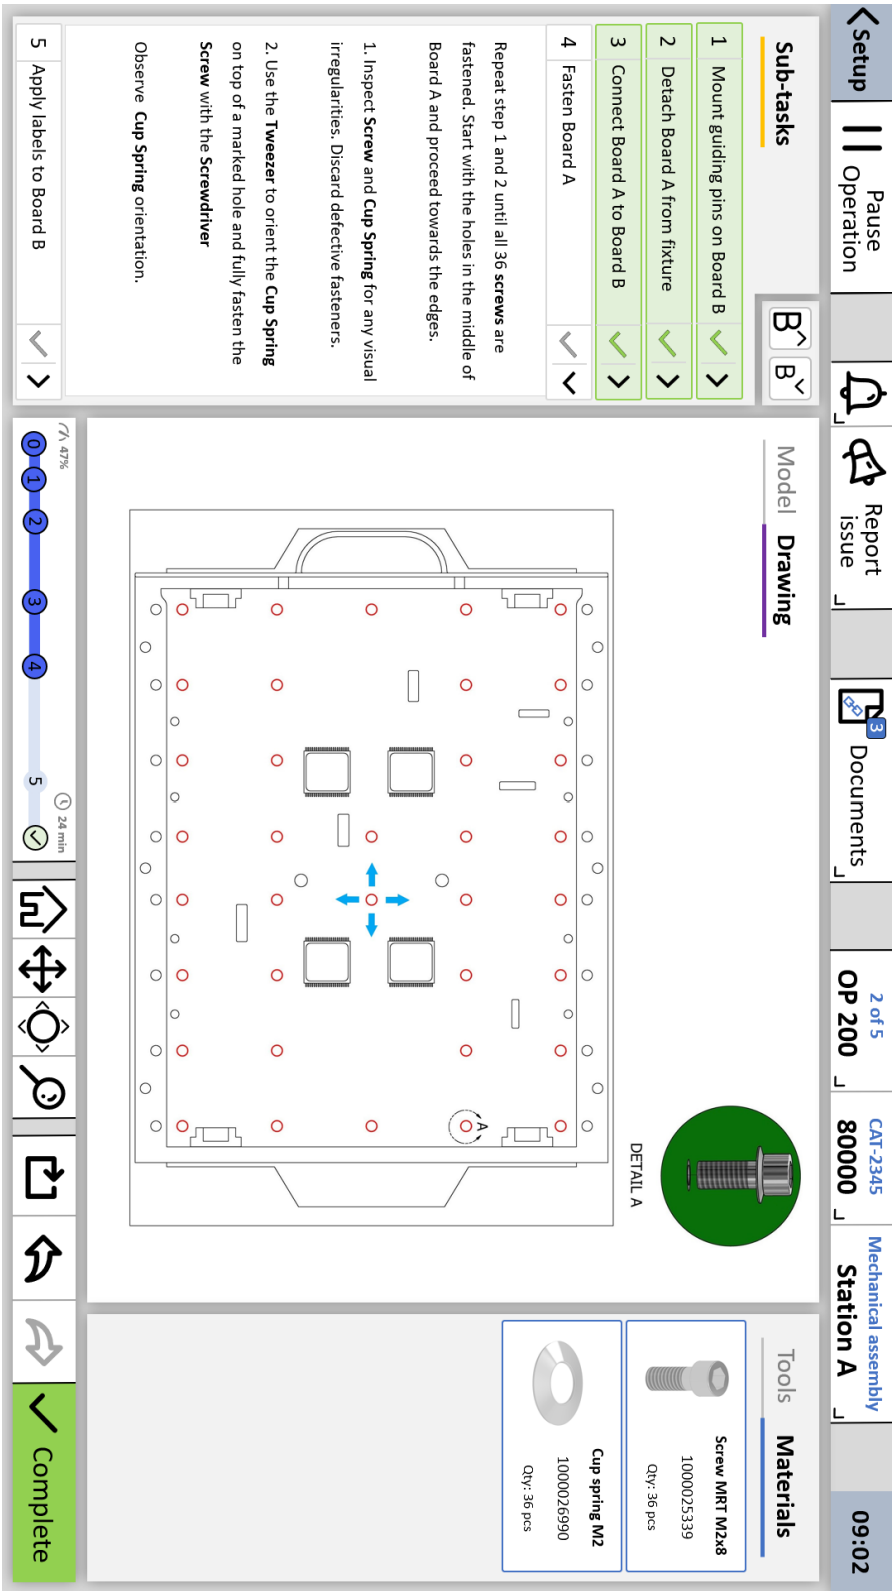 Setup
Pause
Operation
Report
issue
3
Documents
2 of 5
OP 200
CAT-2345
80000
Mechanical assembly
Station A
09:02
Sub-tasks
B
B
1 Mount guiding pins on Board B
2 Detach Board A from fixture
3 Connect Board A to Board B
4 Fasten Board A
Repeat step 1 and 2 until all 36 screws are
fastened. Start with the holes in the middle of
Board A and proceed towards the edges.
1. Inspect Screw and Cup Spring for any visual
irregularities. Discard defective fasteners.
2. Use the Tweezer to orient the Cup Spring
on top of a marked hole and fully fasten the
Screw with the Screwdriver
Observe Cup Spring orientation.
5 Apply labels to Board B
Model Drawing
DETAIL A
A
47%
24 min
0 1 2 3 4 5
Tools Materials
Screw MRT M2x8
1000025339
Qty: 36 pcs
Cup spring M2
1000026990
Qty: 36 pcs
Complete